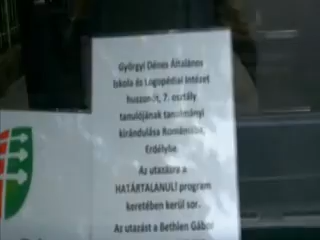 Györgyi Dénes Általános
Iskola és Logopédiai Intézet
huszonöt, 7. osztály
tanulójának tanulmányi
kirándulása Romániába,
Erdélybe.
Az utazásra a
HATÁRTALANUL! program
keretében kerül sor.
Az utazást a Bethlen Gábor